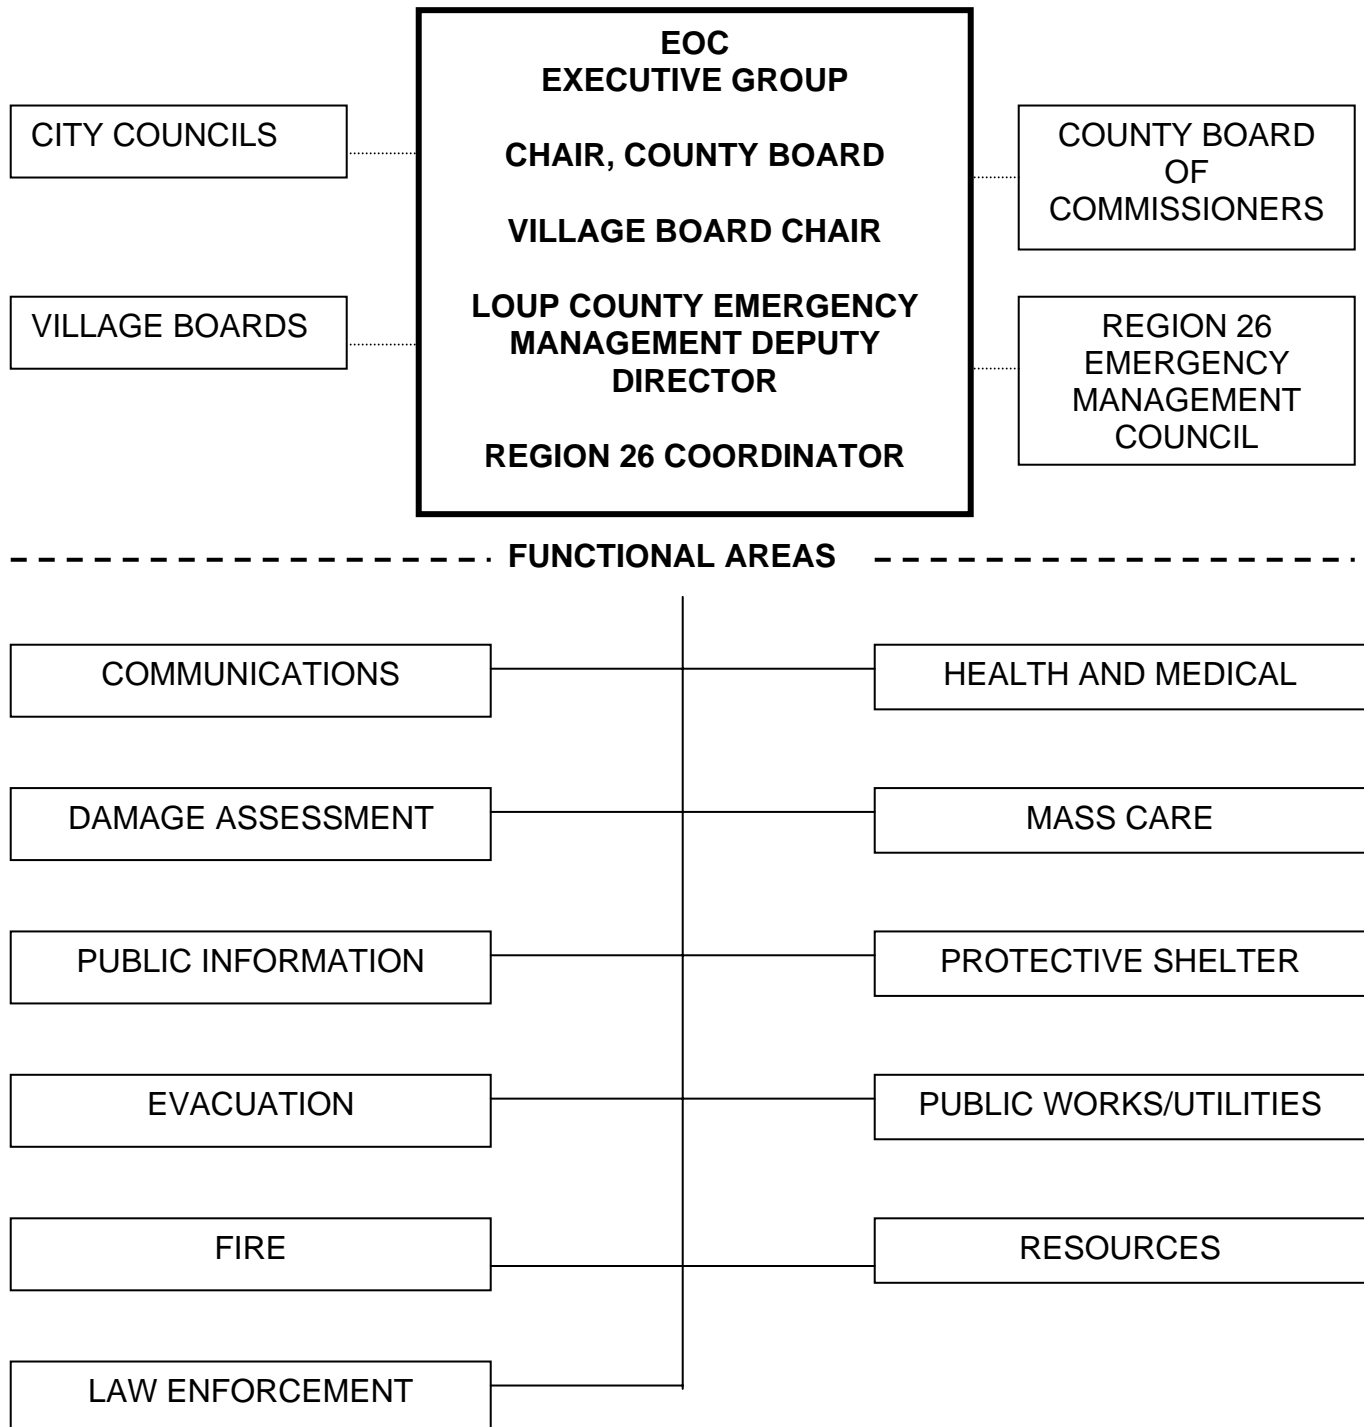 EOC
EXECUTIVE GROUP
CHAIR, COUNTY BOARD
VILLAGE BOARD CHAIR
LOUP COUNTY EMERGENCY
MANAGEMENT DEPUTY
DIRECTOR
REGION 26 COORDINATOR
CITY COUNCILS
VILLAGE BOARDS
COUNTY BOARD
OF
COMMISSIONERS
REGION 26
EMERGENCY
MANAGEMENT
COUNCIL
FUNCTIONAL AREAS
COMMUNICATIONS
HEALTH AND MEDICAL
DAMAGE ASSESSMENT
MASS CARE
PUBLIC INFORMATION
PROTECTIVE SHELTER
EVACUATION
PUBLIC WORKS/UTILITIES
FIRE
RESOURCES
LAW ENFORCEMENT